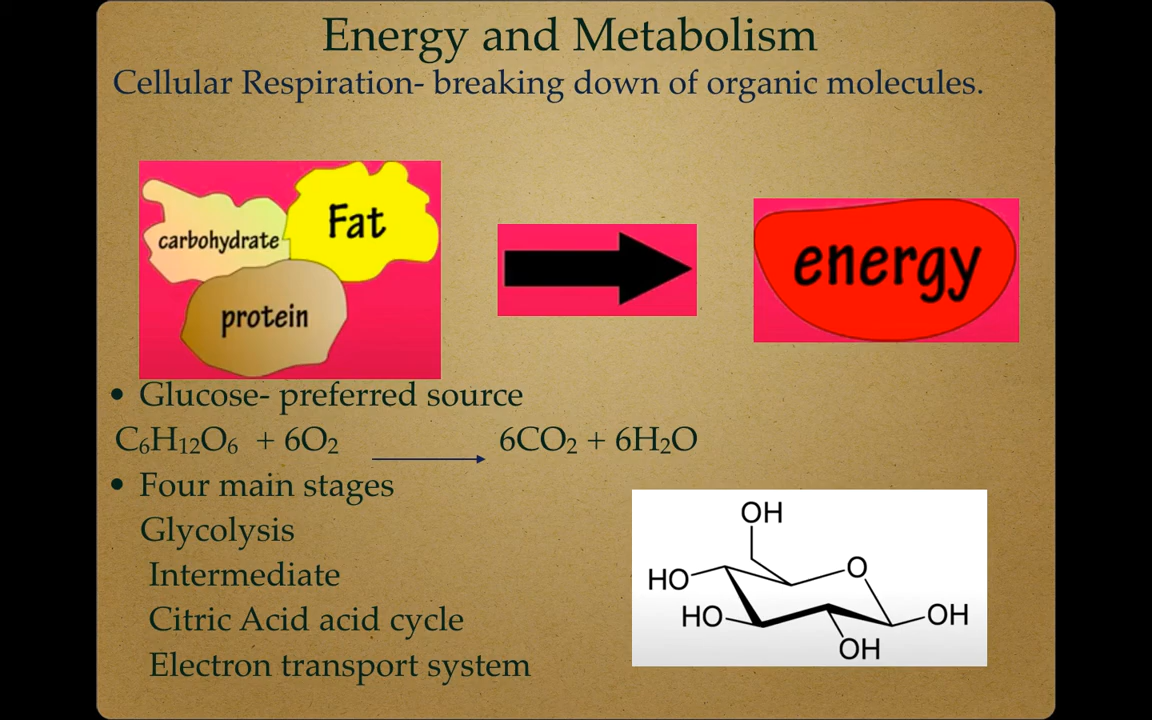 Energy and Metabolism
Cellular Respiration- breaking down of organic molecules.
carbohydrate
Fat
protein
energy
• Glucose- preferred source
C₆H₁₂O₆ + 6O₂ → 6CO₂ + 6H₂O
• Four main stages
Glycolysis
Intermediate
Citric Acid acid cycle
Electron transport system
OH
HO
O
HO
OH
OH